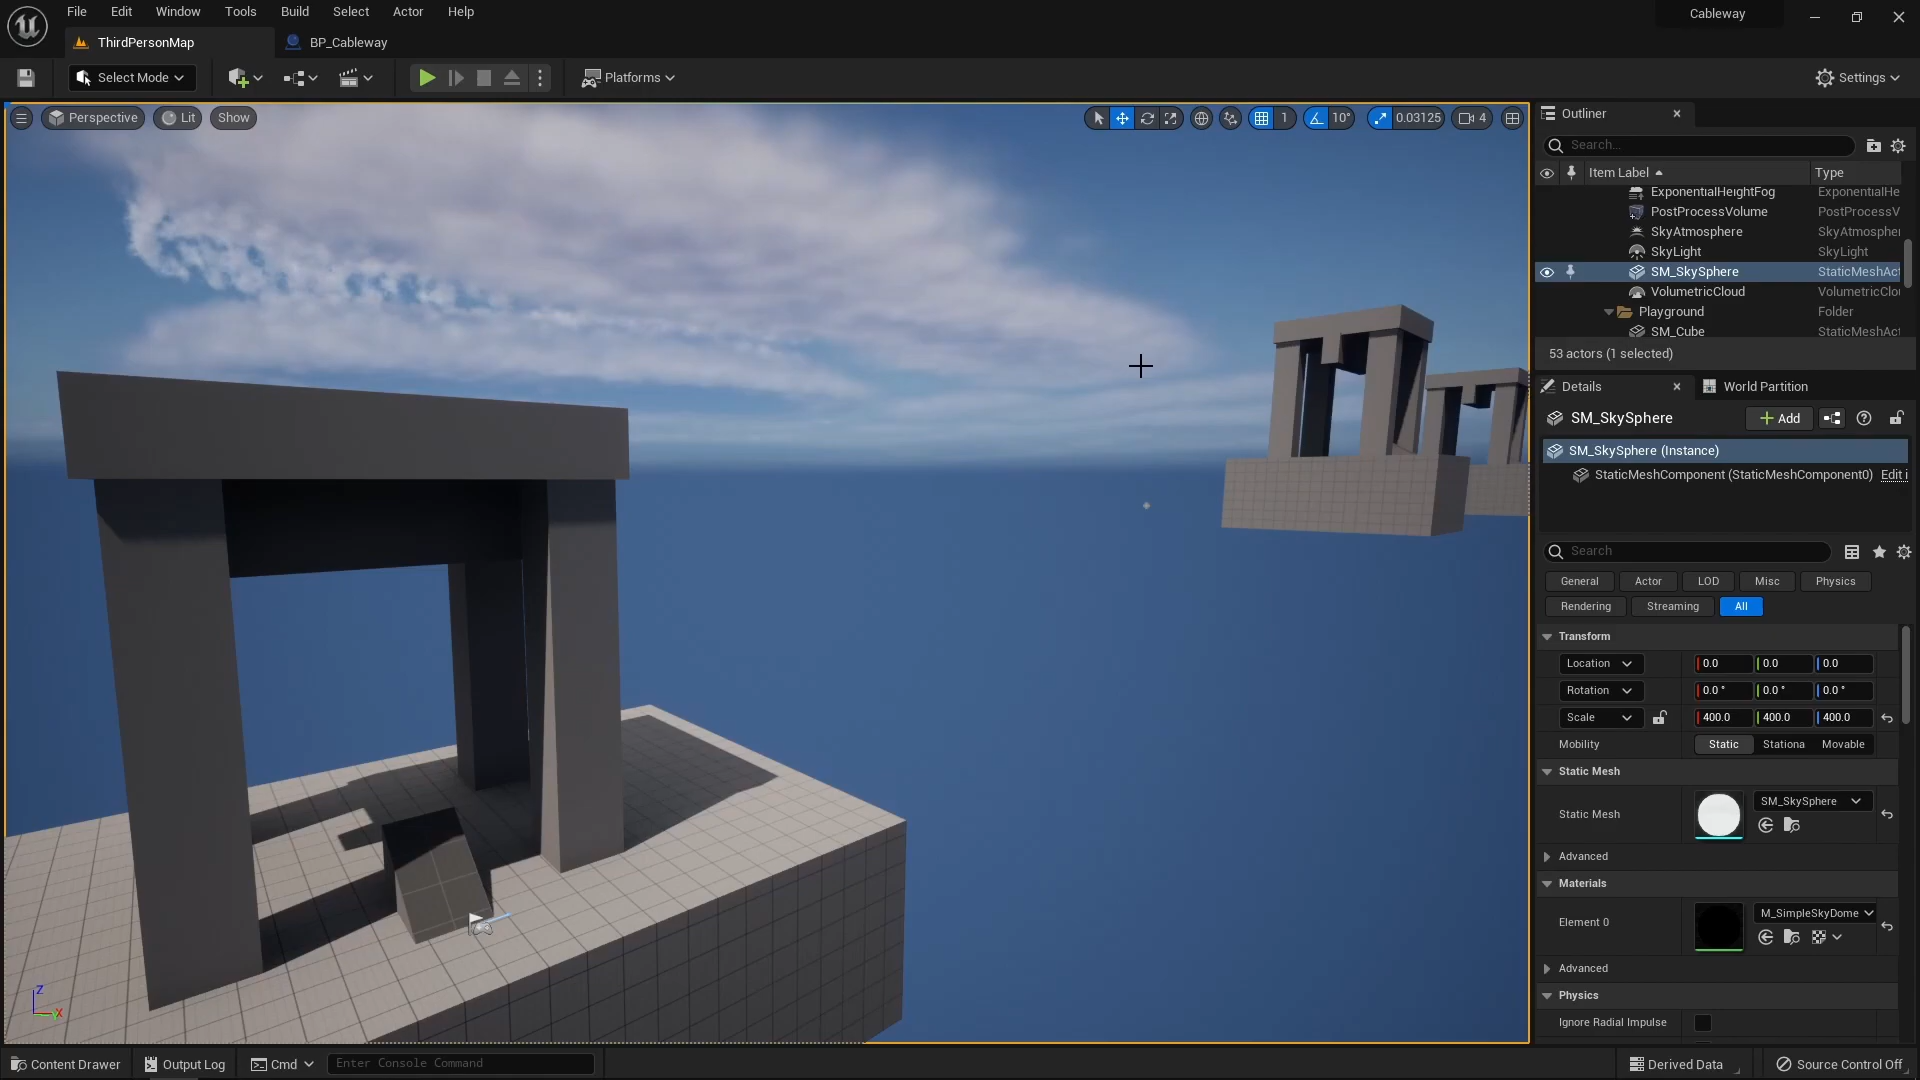 File Edit Window Tools Build Select Actor Help
Cableway
ThirdPersonMap
BP_Cableway
Select Mode
Platforms
Settings
Perspective
Lit
Show
1
10°
0.03125
4
Outliner
Search...
Item Label
Type
ExponentialHeightFog ExponentialHe
PostProcessVolume PostProcessV
SkyAtmosphere SkyAtmospher
SkyLight SkyLight
SM_SkySphere StaticMeshAct
VolumetricCloud VolumetricClou
Playground Folder
SM_Cube StaticMeshAct
53 actors (1 selected)
Details
World Partition
SM_SkySphere
Add
SM_SkySphere (Instance)
StaticMeshComponent (StaticMeshComponent0) Edit i
Search
General Actor LOD Misc Physics
Rendering Streaming All
Transform
Location 0.0 0.0 0.0
Rotation 0.0 ° 0.0 ° 0.0 °
Scale 400.0 400.0 400.0
Mobility Static Stationa Movable
Static Mesh
SM_SkySphere
Static Mesh
Advanced
Materials
M_SimpleSkyDome
Element 0
Advanced
Physics
Ignore Radial Impulse
Z
X
Content Drawer
Output Log
Cmd
Enter Console Command
Derived Data
Source Control Off